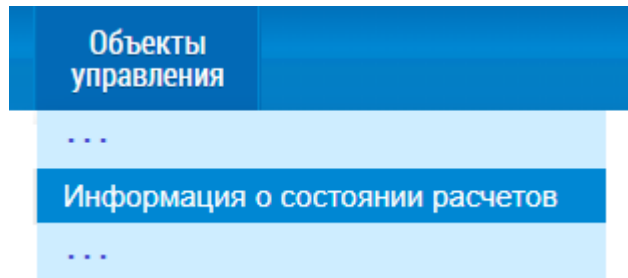 Объекты
управления
...
Информация о состоянии расчетов
...